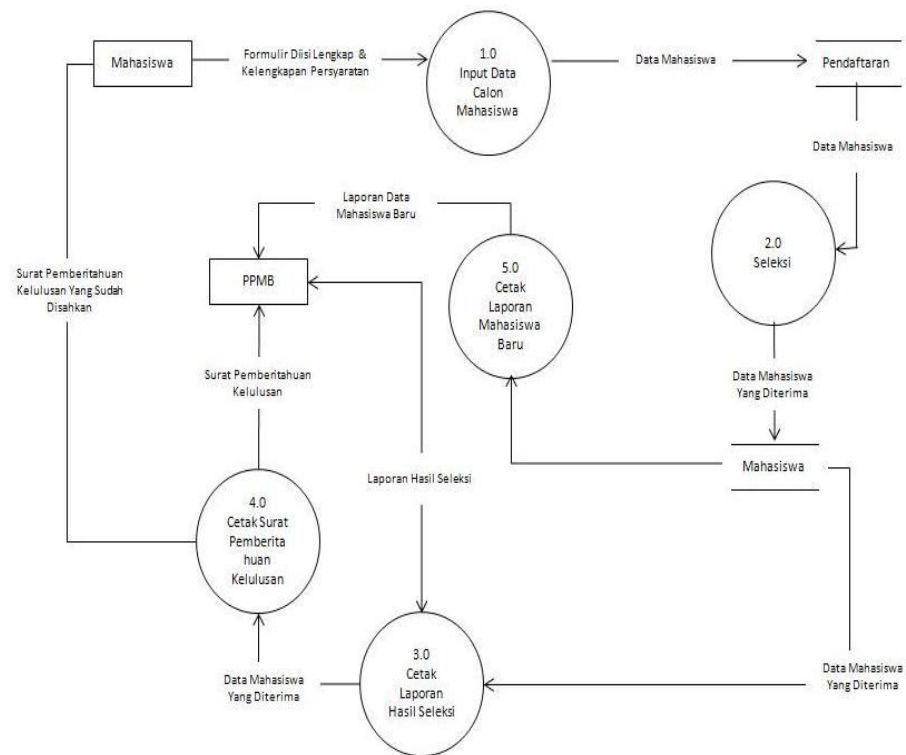 Mahasiswa
Formulir Diisi Lengkap &
Kelengkapan Persyaratan
1.0
Input Data
Calon
Mahasiswa
Data Mahasiswa
Pendaftaran
Data Mahasiswa
2.0
Seleksi
Laporan Data
Mahasiswa Baru
PPMB
5.0
Cetak
Laporan
Mahasiswa
Baru
Surat Pemberitahuan
Kelulusan Yang Sudah
Disahkan
Surat Pemberitahuan
Kelulusan
Data Mahasiswa
Yang Diterima
Mahasiswa
Laporan Hasil Seleksi
4.0
Cetak Surat
Pemberita
huan
Kelulusan
3.0
Cetak
Laporan
Hasil Seleksi
Data Mahasiswa
Yang Diterima
Data Mahasiswa
Yang Diterima